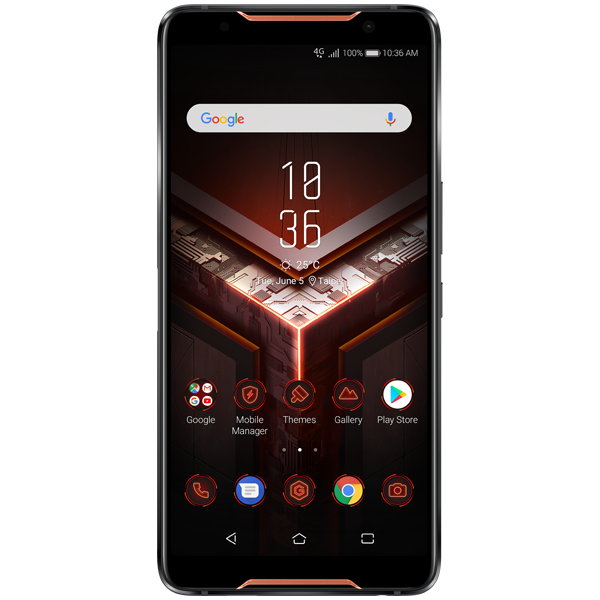 4G 100% 10:36 AM
Google
10
36
25°C
Tue, June 5 Taipei
Google
Mobile
Manager
Themes
Gallery
Play Store